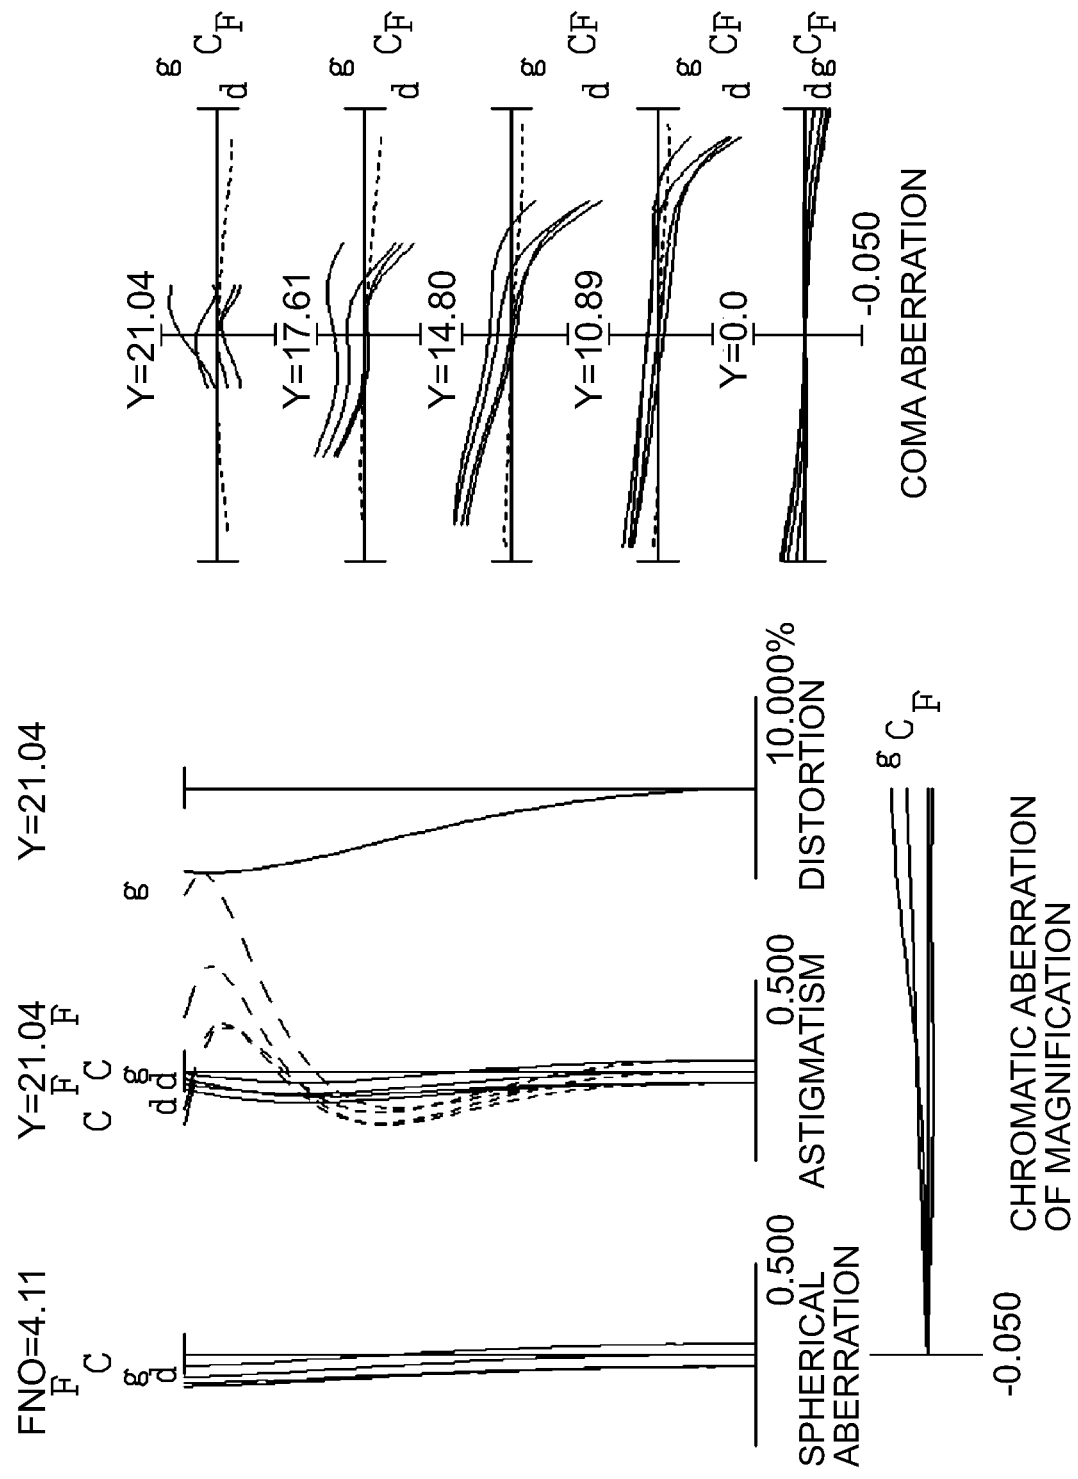 FNO=4.11
F
C
g
d
0.500
SPHERICAL
ABERRATION
Y=21.04
F
F
C
C
g
d
d
0.500
ASTIGMATISM
Y=21.04
g
10.000%
DISTORTION
g
C
F
-0.050
CHROMATIC ABERRATION
OF MAGNIFICATION
Y=21.04
g
C
F
d
Y=17.61
g
C
F
d
Y=14.80
g
C
F
d
Y=10.89
g
C
F
d
Y=0.0
d
g
C
F
-0.050
COMA ABERRATION